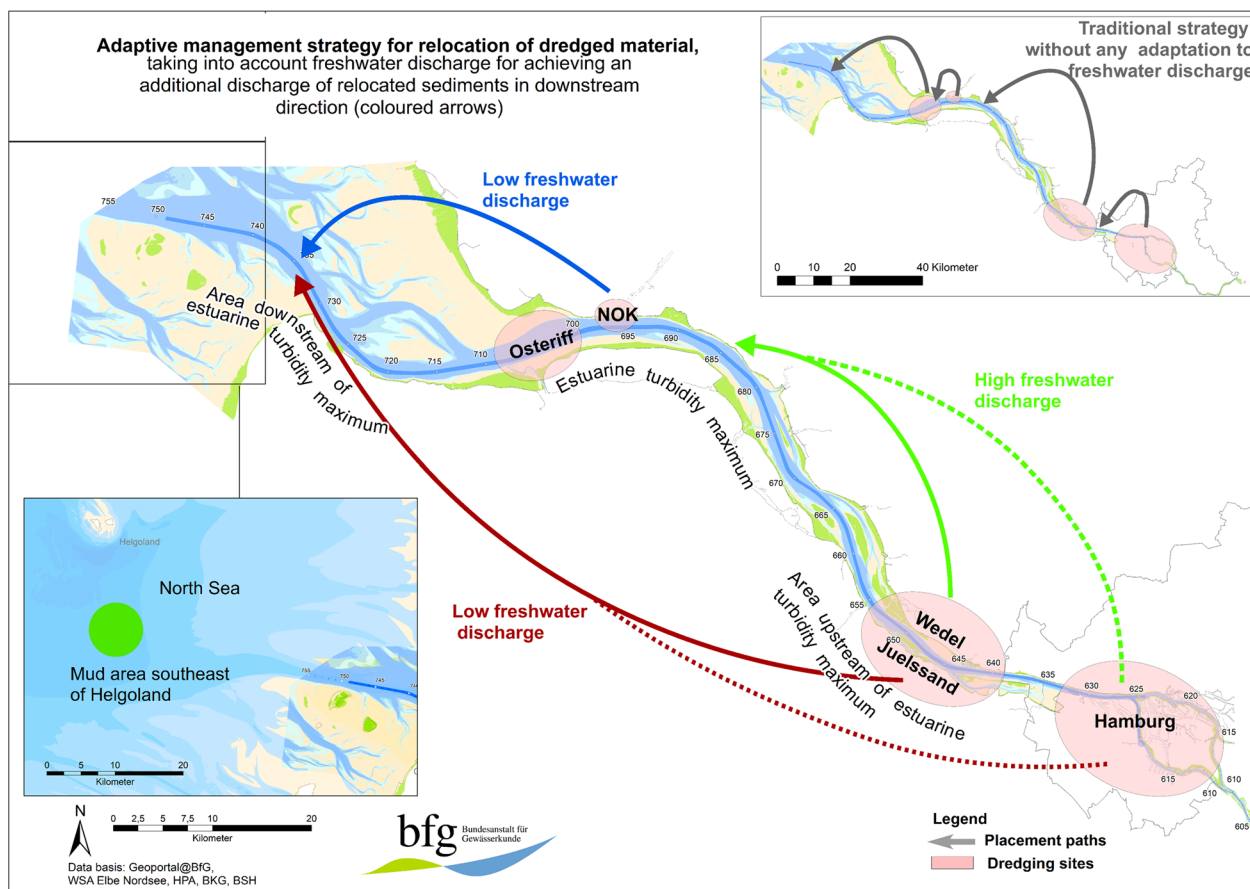 Adaptive management strategy for relocation of dredged material,
taking into account freshwater discharge for achieving an
additional discharge of relocated sediments in downstream
direction (coloured arrows)
Traditional strategy
without any adaptation to
freshwater discharge
0 10 20 40 Kilometer
Low freshwater
discharge
755
750
745
740
735
730
725
720
715
710
700
695
690
685
680
675
670
665
660
655
650
645
640
635
630
625
620
615
610
615
610
605
NOK
Osteriff
Area downstream of
estuarine turbidity maximum
Estuarine turbidity maximum
High freshwater
discharge
Low freshwater
discharge
Wedel
Juelssand
Area upstream of estuarine
turbidity maximum
Hamburg
Helgoland
North Sea
Mud area southeast
of Helgoland
755
750
745
740
0 5 10 20
Kilometer
N
0 2,5 5 7,5 10 20
Kilometer
Data basis: Geoportal@BfG,
WSA Elbe Nordsee, HPA, BKG, BSH
bfg Bundesanstalt für
Gewässerkunde
Legend
Placement paths
Dredging sites